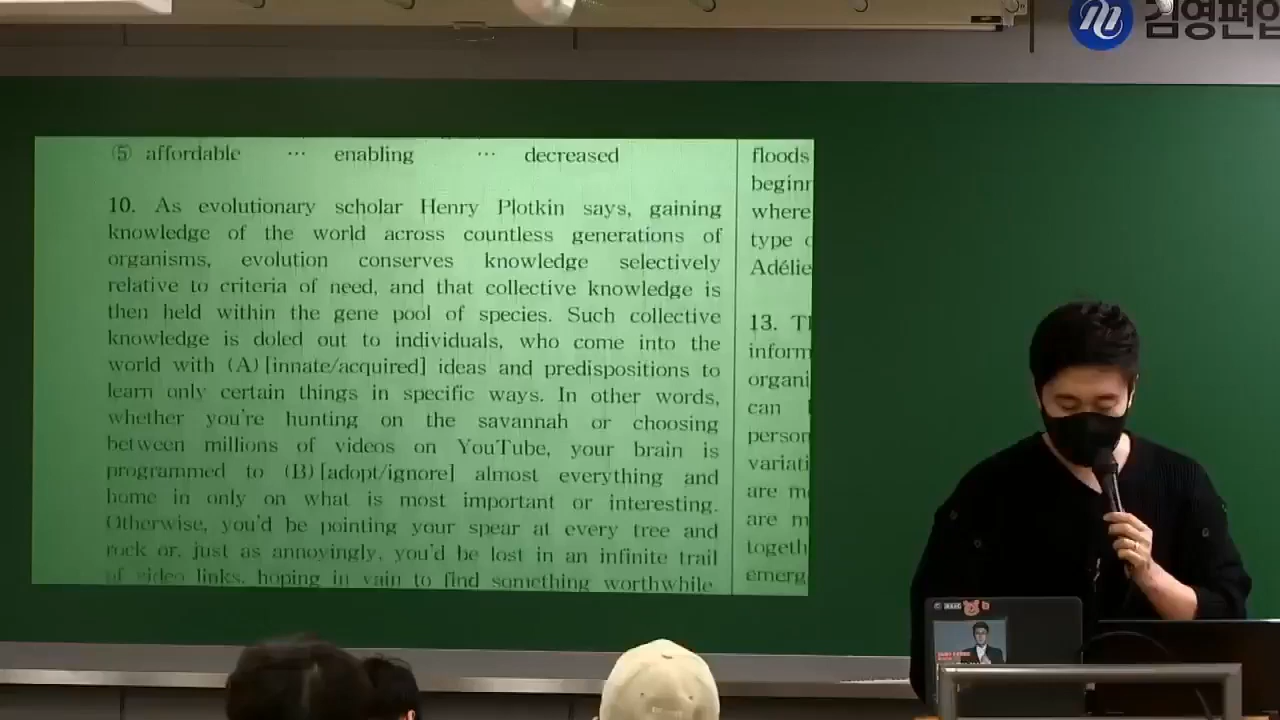 김영편입
⑤ affordable ··· enabling ··· decreased
10. As evolutionary scholar Henry Plotkin says, gaining
knowledge of the world across countless generations of
organisms, evolution conserves knowledge selectively
relative to criteria of need, and that collective knowledge is
then held within the gene pool of species. Such collective
knowledge is doled out to individuals, who come into the
world with (A) [innate/acquired] ideas and predispositions to
learn only certain things in specific ways. In other words,
whether you're hunting on the savannah or choosing
between millions of videos on YouTube, your brain is
programmed to (B) [adopt/ignore] almost everything and
home in only on what is most important or interesting.
Otherwise, you'd be pointing your spear at every tree and
rock or, just as annoyingly, you'd be lost in an infinite trail
of video links, hoping in vain to find something worthwhile
floods
beginn
where
type
Adélie
13. T
inform
organi
can
person
variati
are m
are m
togeth
emerg